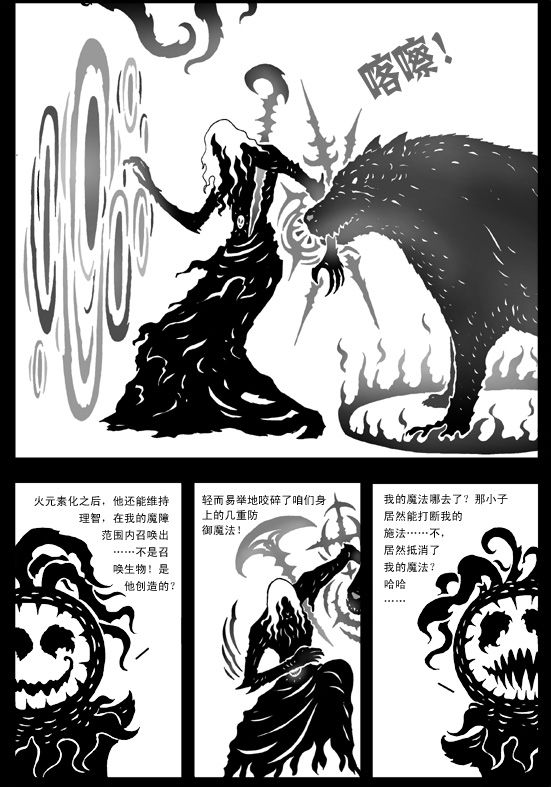 喀嚓！
火元素化之后，他还能维持
理智，在我的魔障
范围内召唤出
……不是召
唤生物！是
他创造的？
轻而易举地咬碎了咱们身
上的几重防
御魔法！
我的魔法哪去了？那小子
居然能打断我的
施法……不，
居然抵消了
我的魔法？
哈哈
……